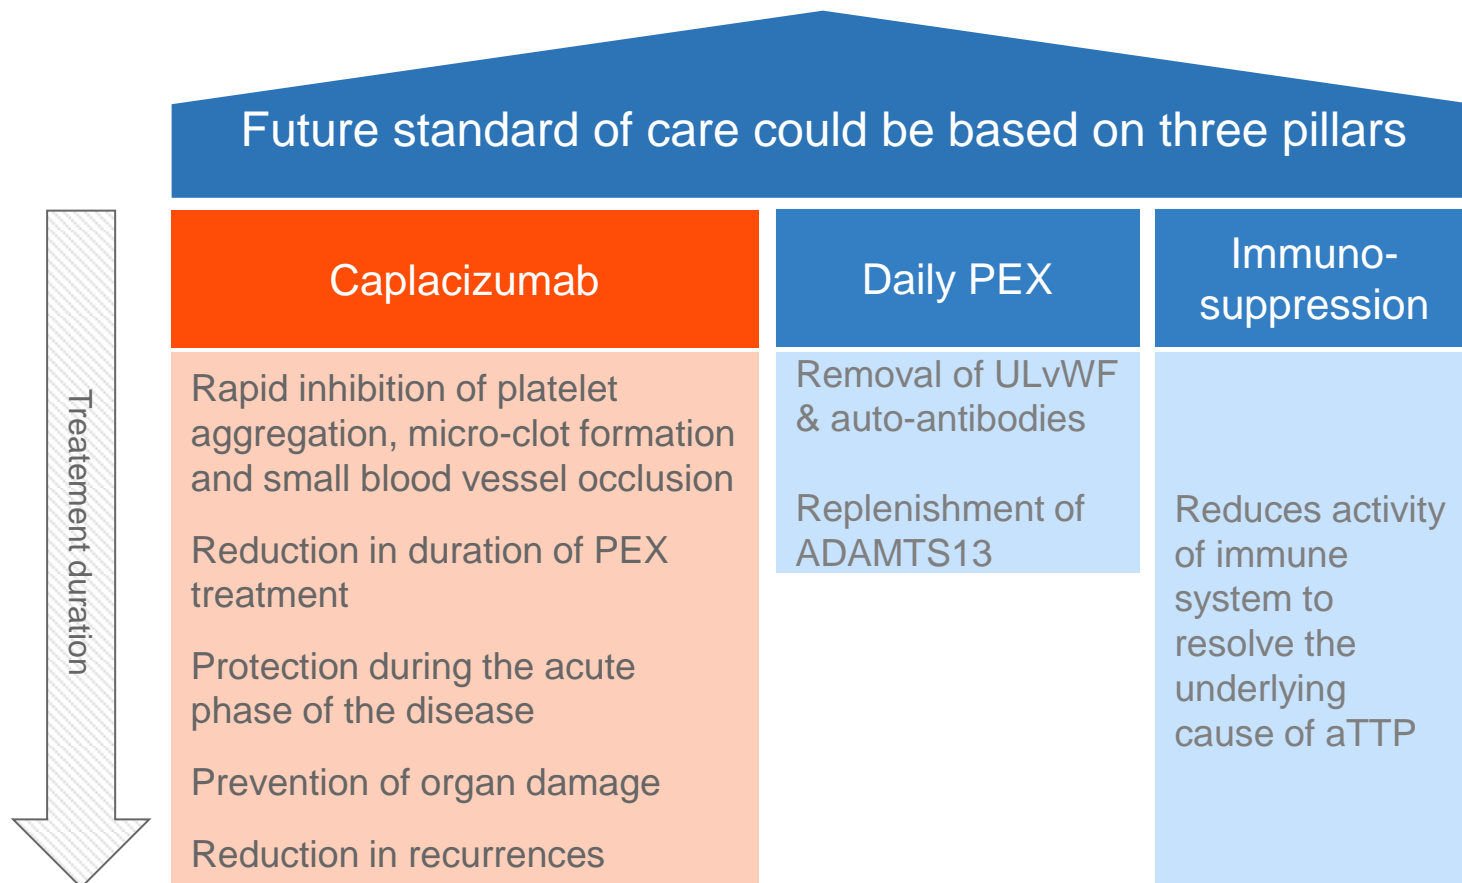 Future standard of care could be based on three pillars
Treatement duration
Caplacizumab
Rapid inhibition of platelet
aggregation, micro-clot formation
and small blood vessel occlusion
Reduction in duration of PEX
treatment
Protection during the acute
phase of the disease
Prevention of organ damage
Reduction in recurrences
Daily PEX
Removal of ULvWF
& auto-antibodies
Replenishment of
ADAMTS13
Immuno-
suppression
Reduces activity
of immune
system to
resolve the
underlying
cause of aTTP